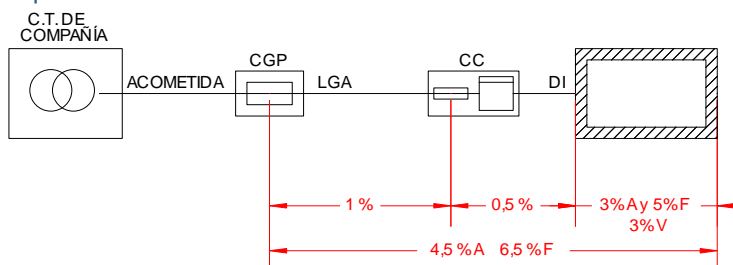 C.T. DE
COMPAÑÍA
CGP
CC
ACOMETIDA
LGA
DI
1 %
0,5 %
3%A y 5%F
3%V
4,5 %A 6,5 %F